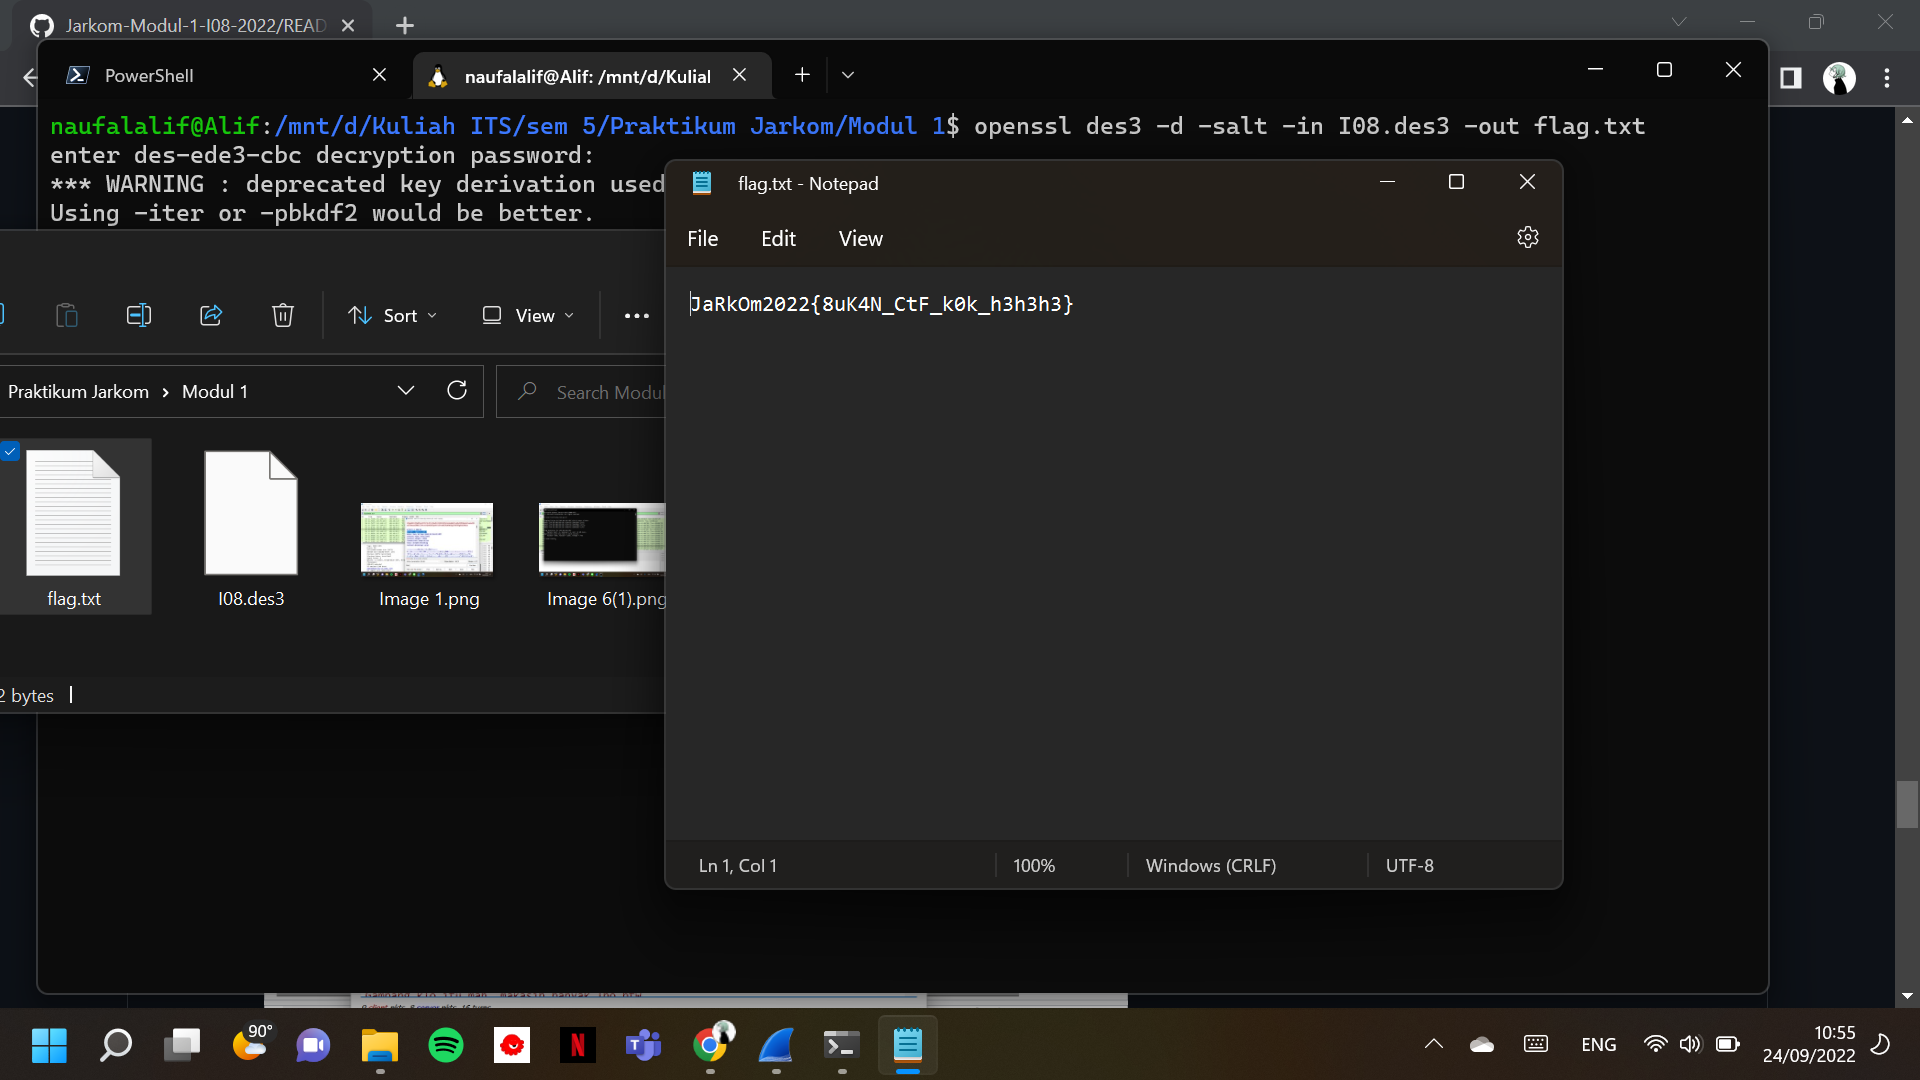 Jarkom-Modul-1-I08-2022/READ
PowerShell
naufalalif@Alif: /mnt/d/Kulial
naufalalif@Alif:/mnt/d/Kuliah ITS/sem 5/Praktikum Jarkom/Modul 1$ openssl des3 -d -salt -in I08.des3 -out flag.txt
enter des-ede3-cbc decryption password:
*** WARNING : deprecated key derivation used
Using -iter or -pbkdf2 would be better.
flag.txt - Notepad
File Edit View
JaRkOm2022{8uK4N_CtF_k0k_h3h3h3}
Sort View
Praktikum Jarkom > Modul 1
Search Modul
flag.txt
I08.des3
Image 1.png
Image 6(1).png
2 bytes
Ln 1, Col 1
100%
Windows (CRLF)
UTF-8
90°
ENG
10:55
24/09/2022